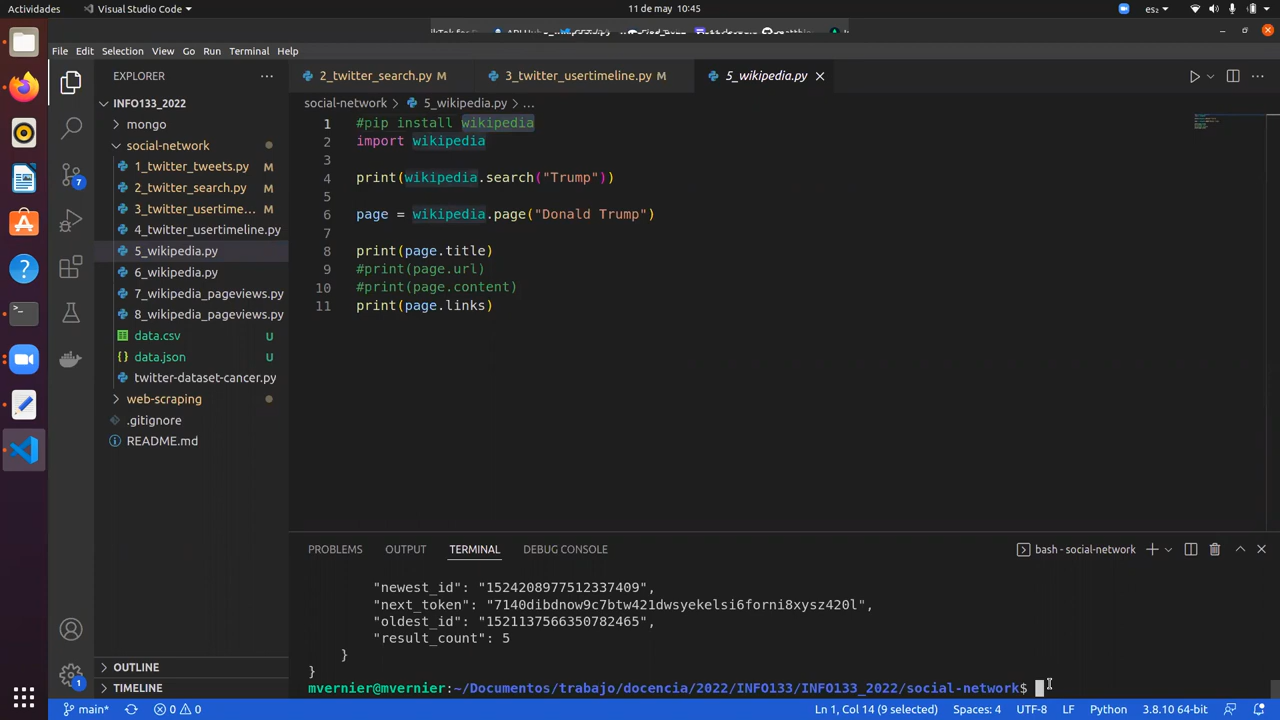 Actividades
Visual Studio Code
11 de may 10:45
es2
File Edit Selection View Go Run Terminal Help
EXPLORER
2_twitter_search.py M
3_twitter_usertimeline.py M
5_wikipedia.py
INFO133_2022
social-network > 5_wikipedia.py > ...
mongo
social-network
1_twitter_tweets.py M
2_twitter_search.py M
3_twitter_usertime... M
4_twitter_usertimeline.py
5_wikipedia.py
6_wikipedia.py
7_wikipedia_pageviews.py
8_wikipedia_pageviews.py
data.csv U
{} data.json U
twitter-dataset-cancer.py
web-scraping
.gitignore
README.md
OUTLINE
TIMELINE
7
1
1 #pip install wikipedia
2 import wikipedia
3
4 print(wikipedia.search("Trump"))
5
6 page = wikipedia.page("Donald Trump")
7
8 print(page.title)
9 #print(page.url)
10 #print(page.content)
11 print(page.links)
PROBLEMS OUTPUT TERMINAL DEBUG CONSOLE
bash - social-network
"newest_id": "1524208977512337409",
"next_token": "7140dibdnow9c7btw421dwsyekelsi6forni8xysz420l",
"oldest_id": "1521137566350782465",
"result_count": 5
}
}
mvernier@mvernier:~/Documentos/trabajo/docencia/2022/INFO133/INFO133_2022/social-network$
main* 0 0
Ln 1, Col 14 (9 selected) Spaces: 4 UTF-8 LF Python 3.8.10 64-bit